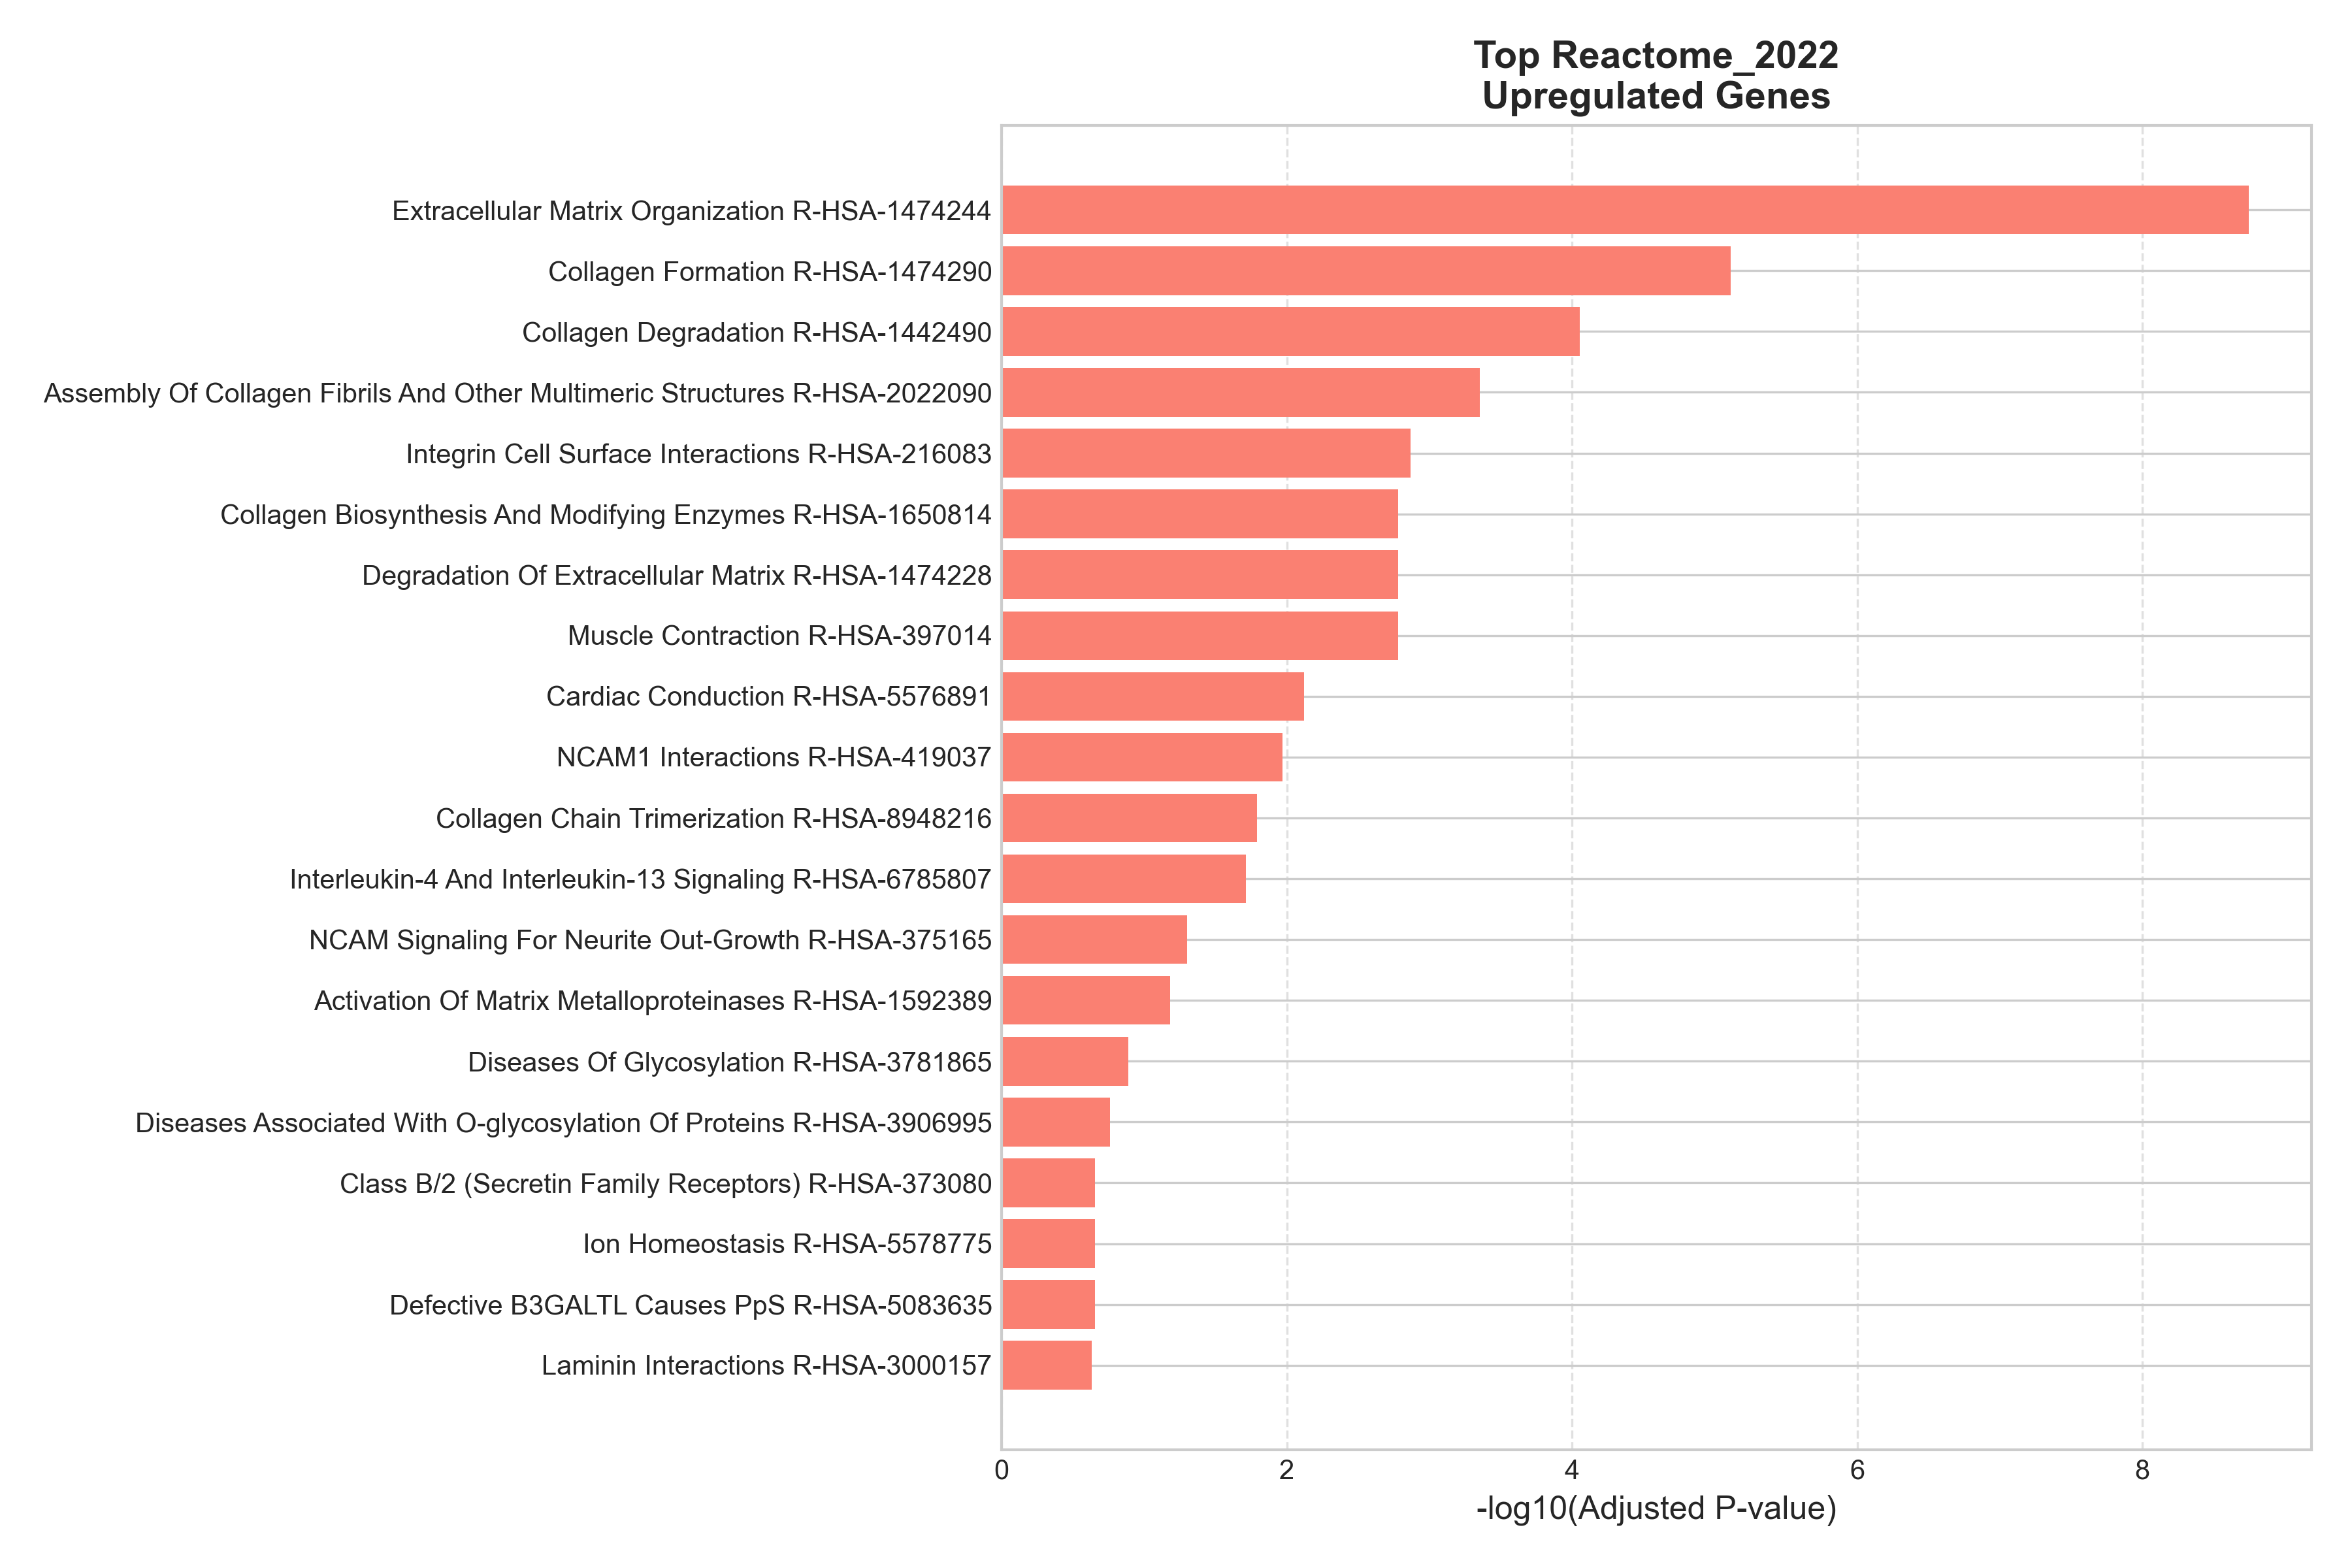 Top Reactome_2022
Upregulated Genes
Extracellular Matrix Organization R-HSA-1474244
Collagen Formation R-HSA-1474290
Collagen Degradation R-HSA-1442490
Assembly Of Collagen Fibrils And Other Multimeric Structures R-HSA-2022090
Integrin Cell Surface Interactions R-HSA-216083
Collagen Biosynthesis And Modifying Enzymes R-HSA-1650814
Degradation Of Extracellular Matrix R-HSA-1474228
Muscle Contraction R-HSA-397014
Cardiac Conduction R-HSA-5576891
NCAM1 Interactions R-HSA-419037
Collagen Chain Trimerization R-HSA-8948216
Interleukin-4 And Interleukin-13 Signaling R-HSA-6785807
NCAM Signaling For Neurite Out-Growth R-HSA-375165
Activation Of Matrix Metalloproteinases R-HSA-1592389
Diseases Of Glycosylation R-HSA-3781865
Diseases Associated With O-glycosylation Of Proteins R-HSA-3906995
Class B/2 (Secretin Family Receptors) R-HSA-373080
Ion Homeostasis R-HSA-5578775
Defective B3GALTL Causes PpS R-HSA-5083635
Laminin Interactions R-HSA-3000157
0 2 4 6 8
-log10(Adjusted P-value)